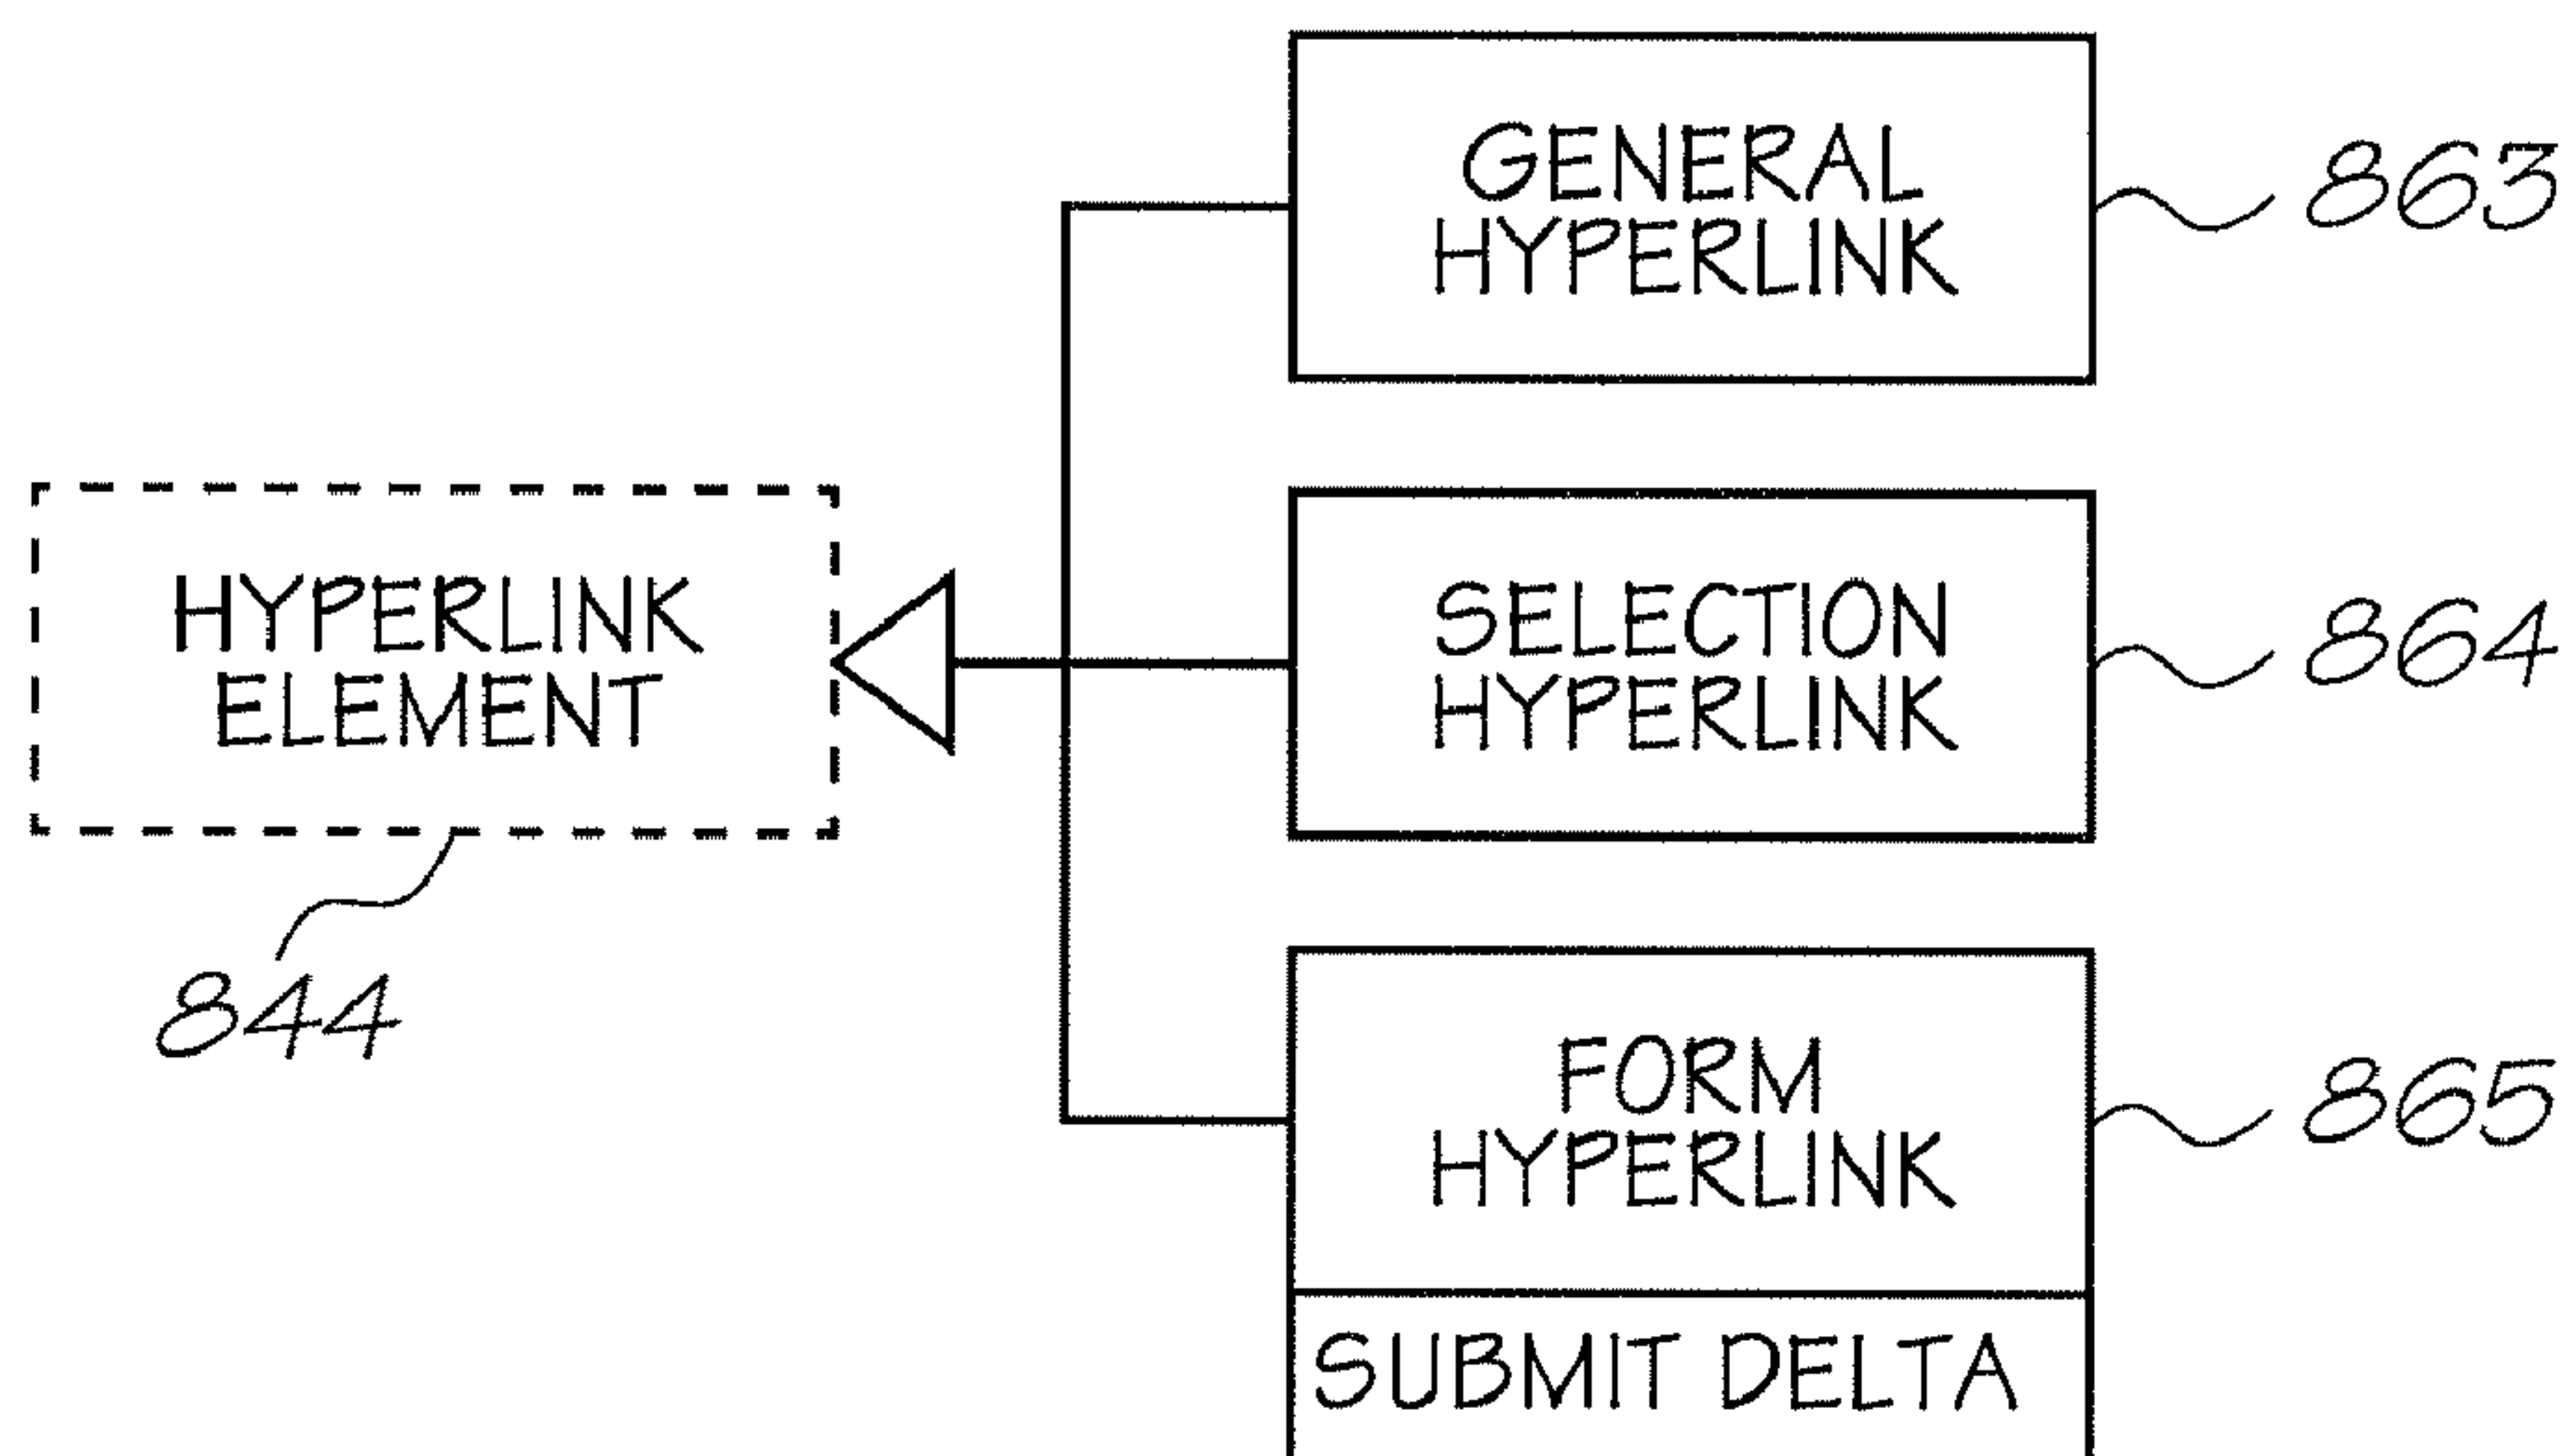 GENERAL
HYPERLINK
863
HYPERLINK
ELEMENT
844
SELECTION
HYPERLINK
864
FORM
HYPERLINK
865
SUBMIT DELTA